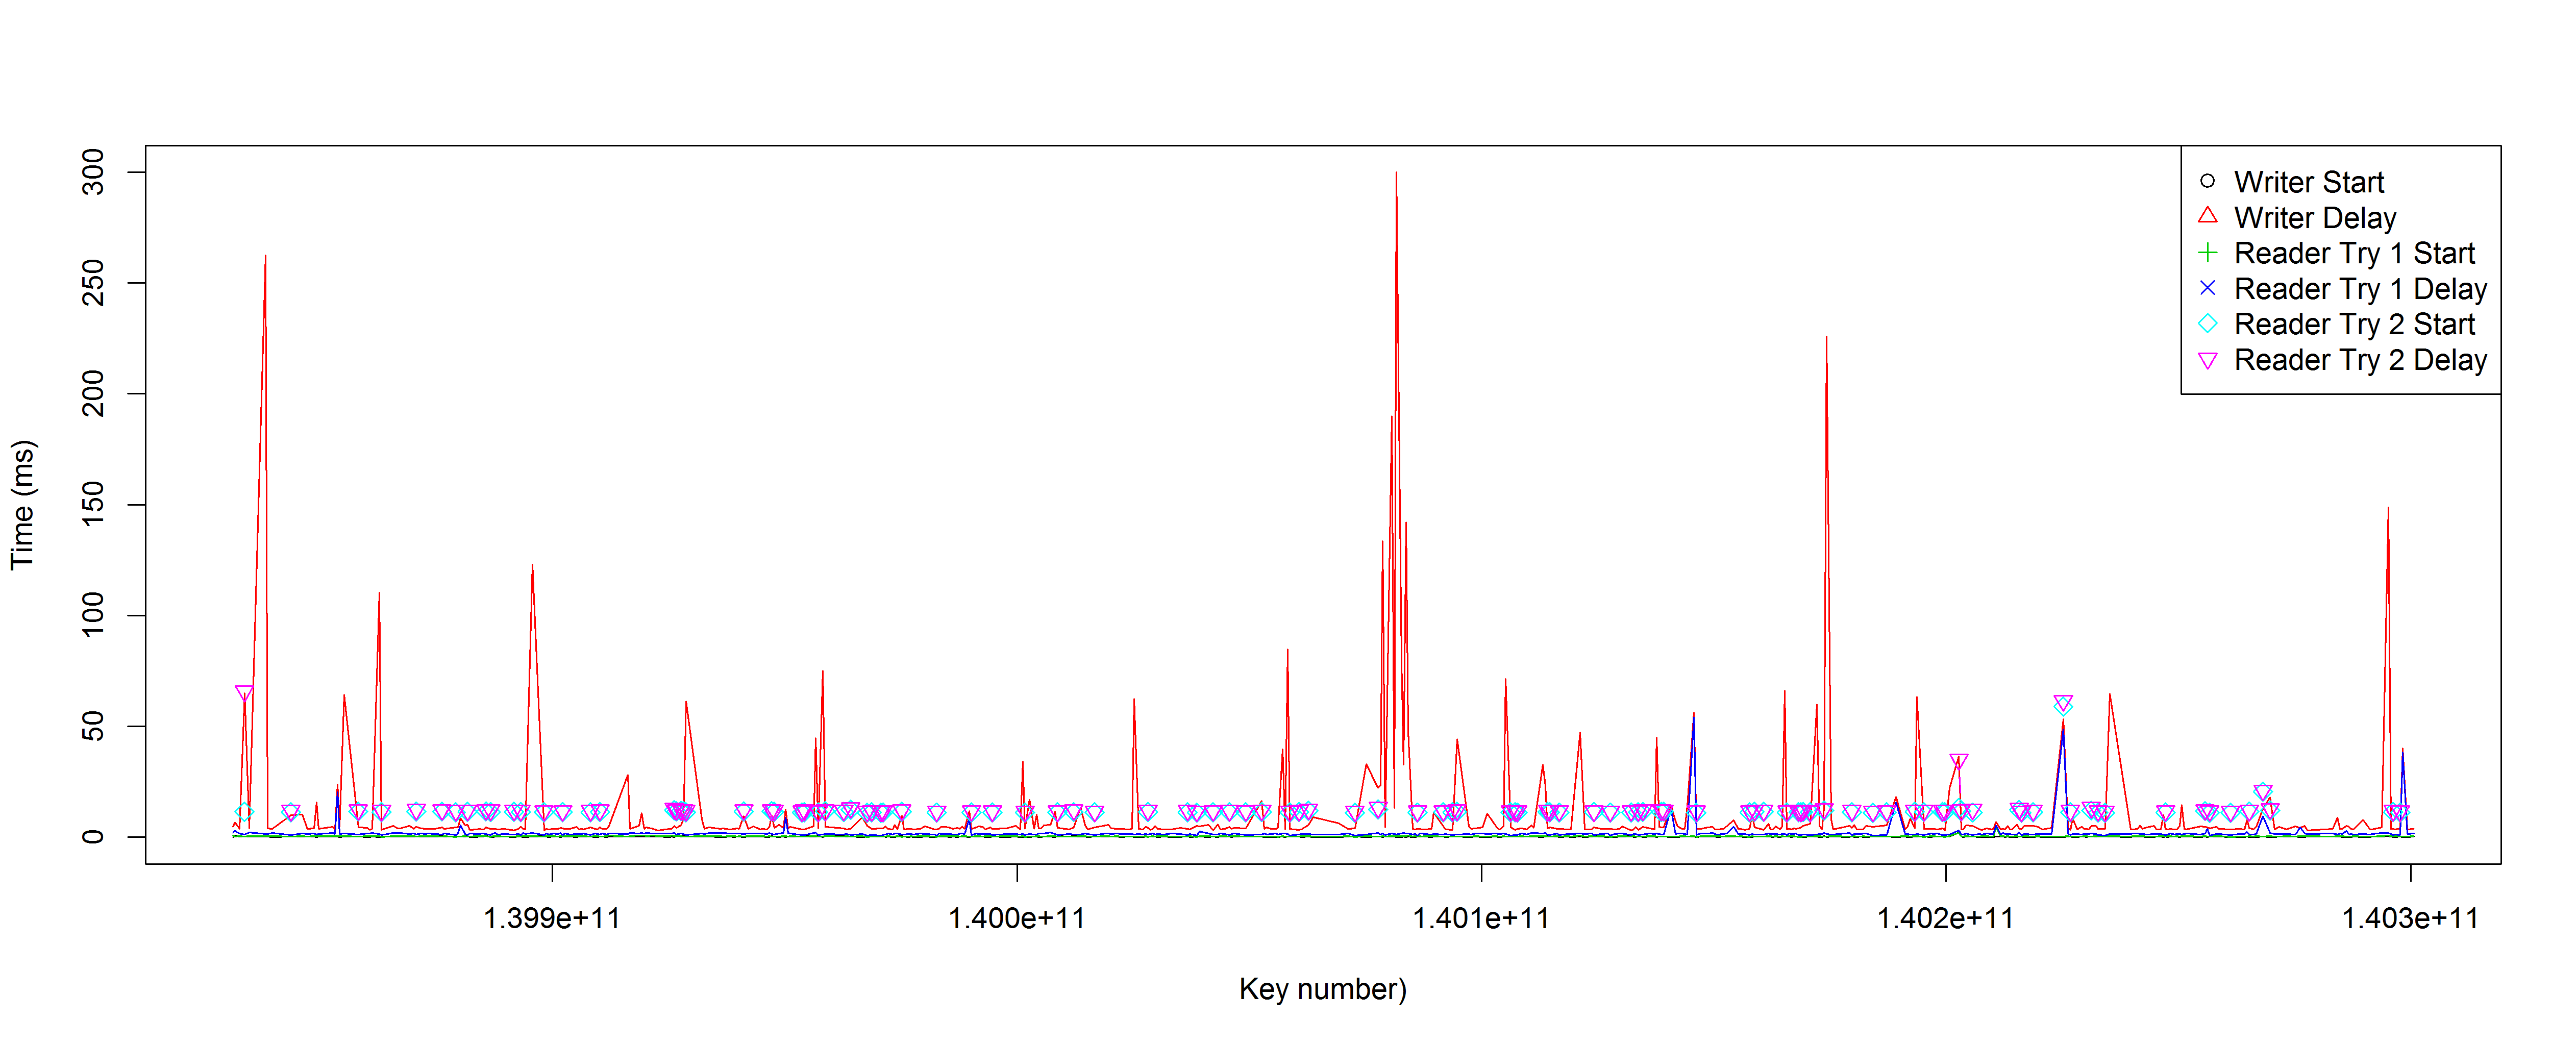 Time (ms)
300
250
200
150
100
50
0
Writer Start
Writer Delay
Reader Try 1 Start
Reader Try 1 Delay
Reader Try 2 Start
Reader Try 2 Delay
1.399e+11 1.400e+11 1.401e+11 1.402e+11 1.403e+11
Key number)